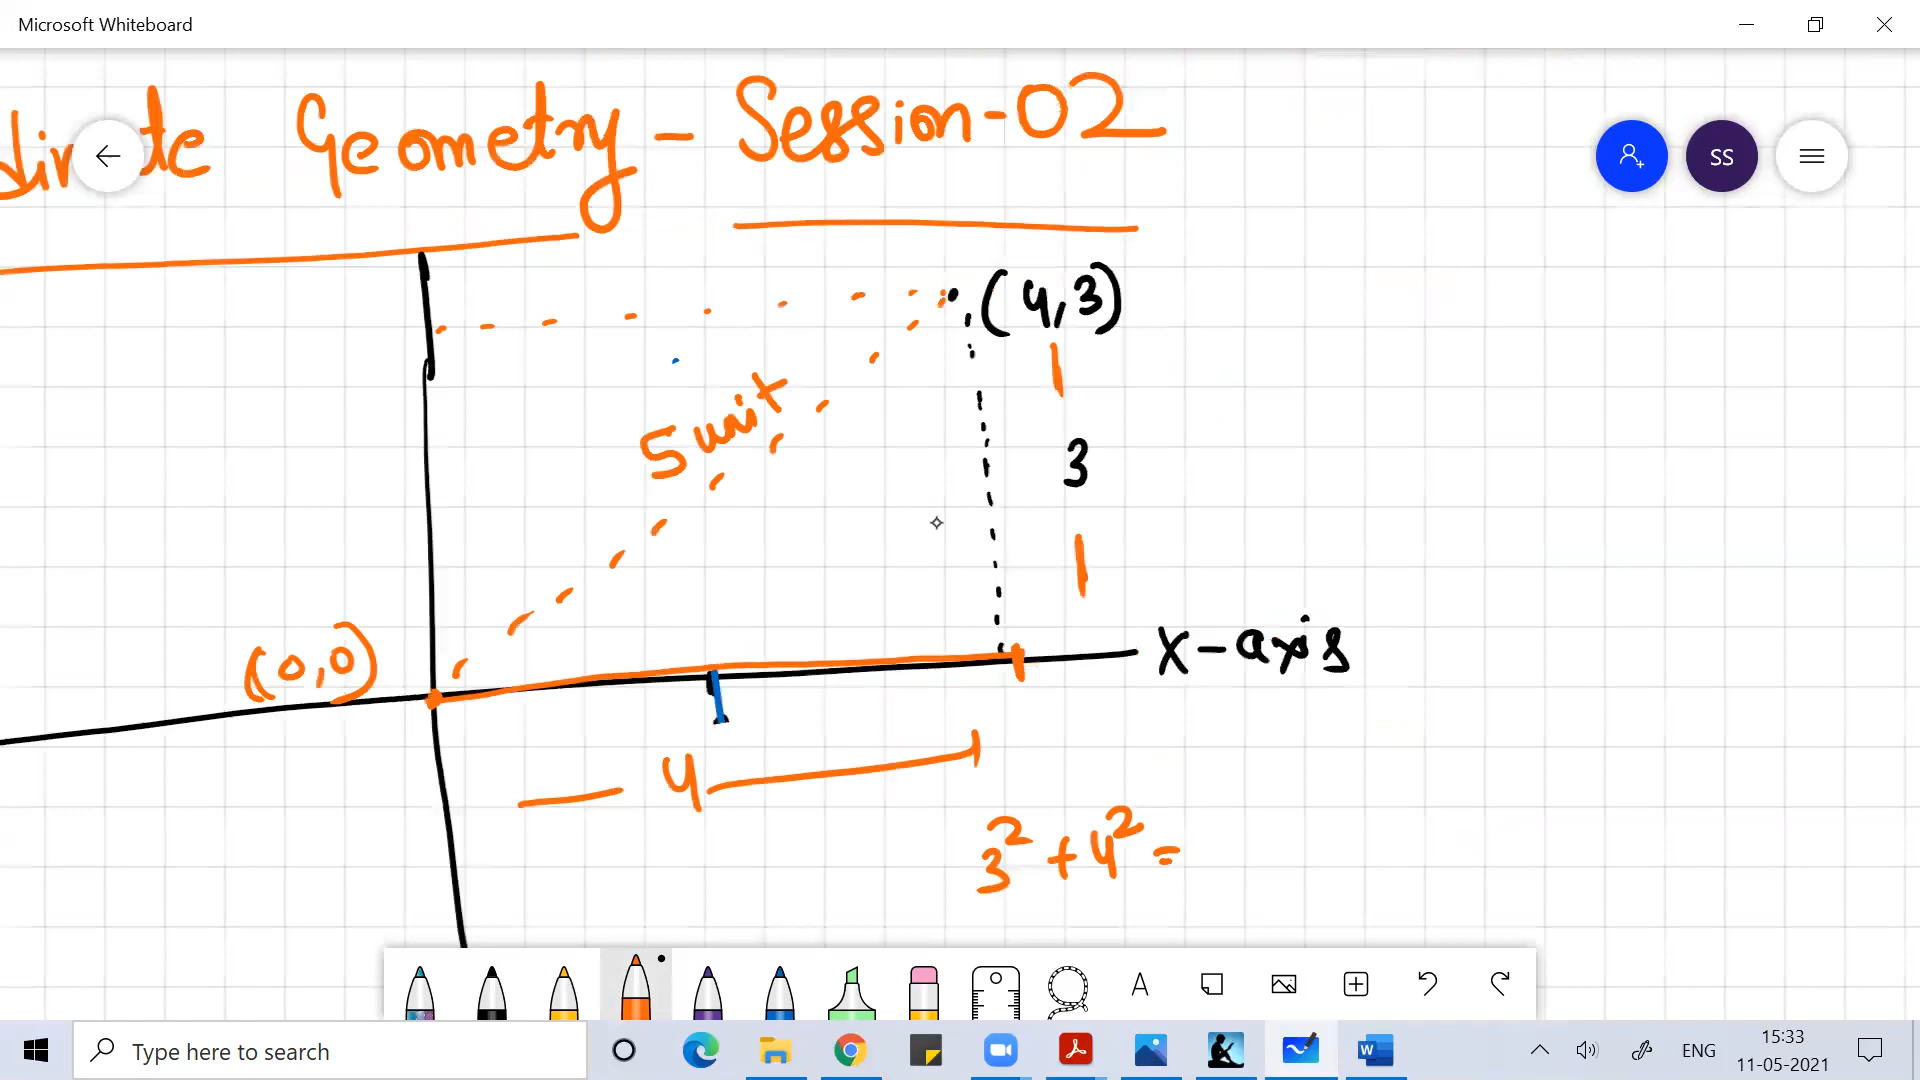 Microsoft Whiteboard
Geometry - Session-02
SS
(4,3)
5 unit
3
(0,0)
X-axis
4
3² + 4² =
A
Type here to search
ENG
15:33
11-05-2021